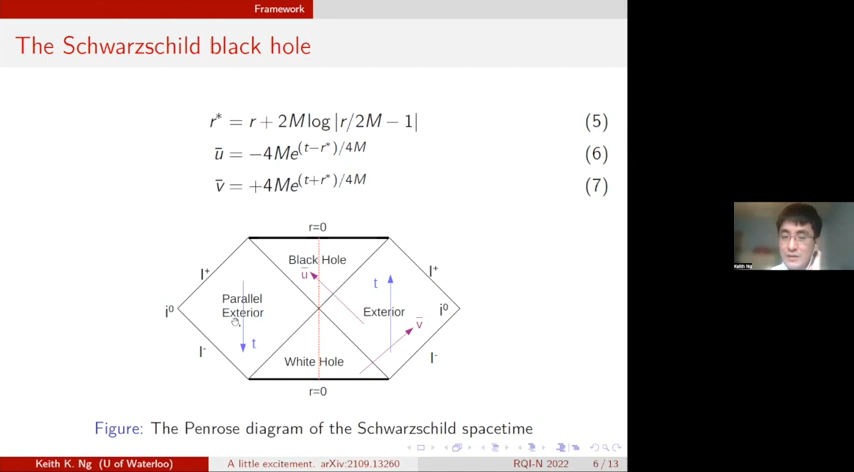 Framework
The Schwarzschild black hole
r* = r + 2M log |r/2M − 1| (5)
ū = −4Me^(t−r*)/4M (6)
v̄ = +4Me^(t+r*)/4M (7)
r=0
Black Hole
I⁺
ū
t
I⁺
Parallel
Exterior
i⁰
Exterior
i⁰
v̄
t
I⁻
White Hole
I⁻
r=0
Figure: The Penrose diagram of the Schwarzschild spacetime
Keith K. Ng (U of Waterloo) A little excitement. arXiv:2109.13260 RQI-N 2022 6 / 13
Keith Ng